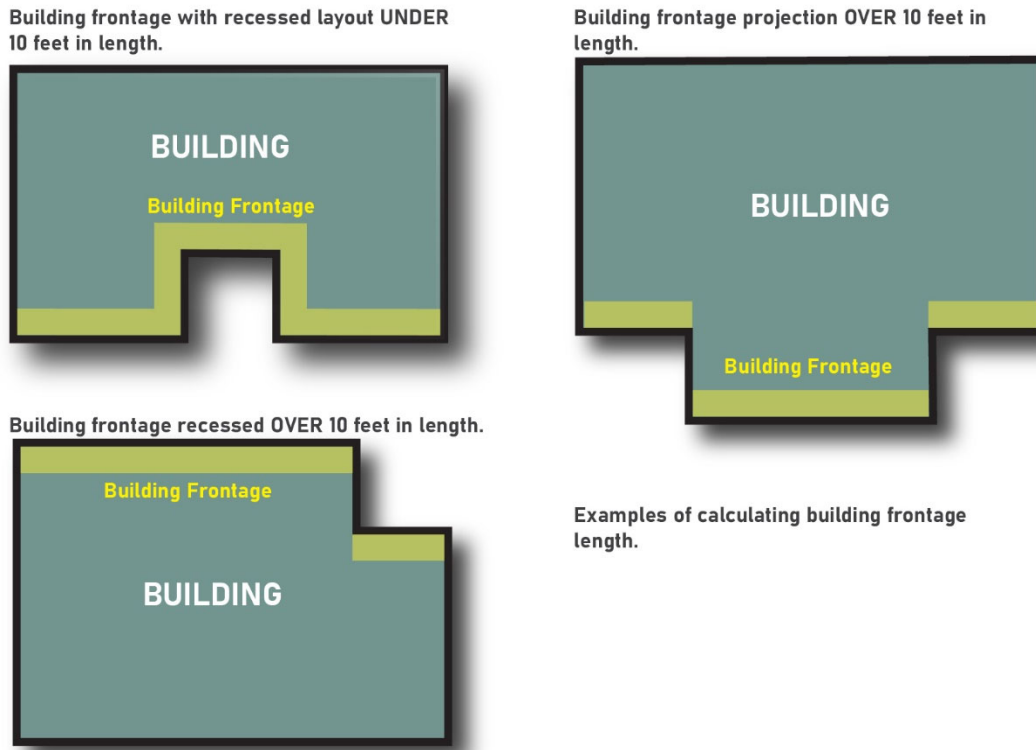 Building frontage with recessed layout UNDER
10 feet in length.
BUILDING
Building Frontage
Building frontage recessed OVER 10 feet in length.
Building Frontage
BUILDING
Building frontage projection OVER 10 feet in
length.
BUILDING
Building Frontage
Examples of calculating building frontage
length.